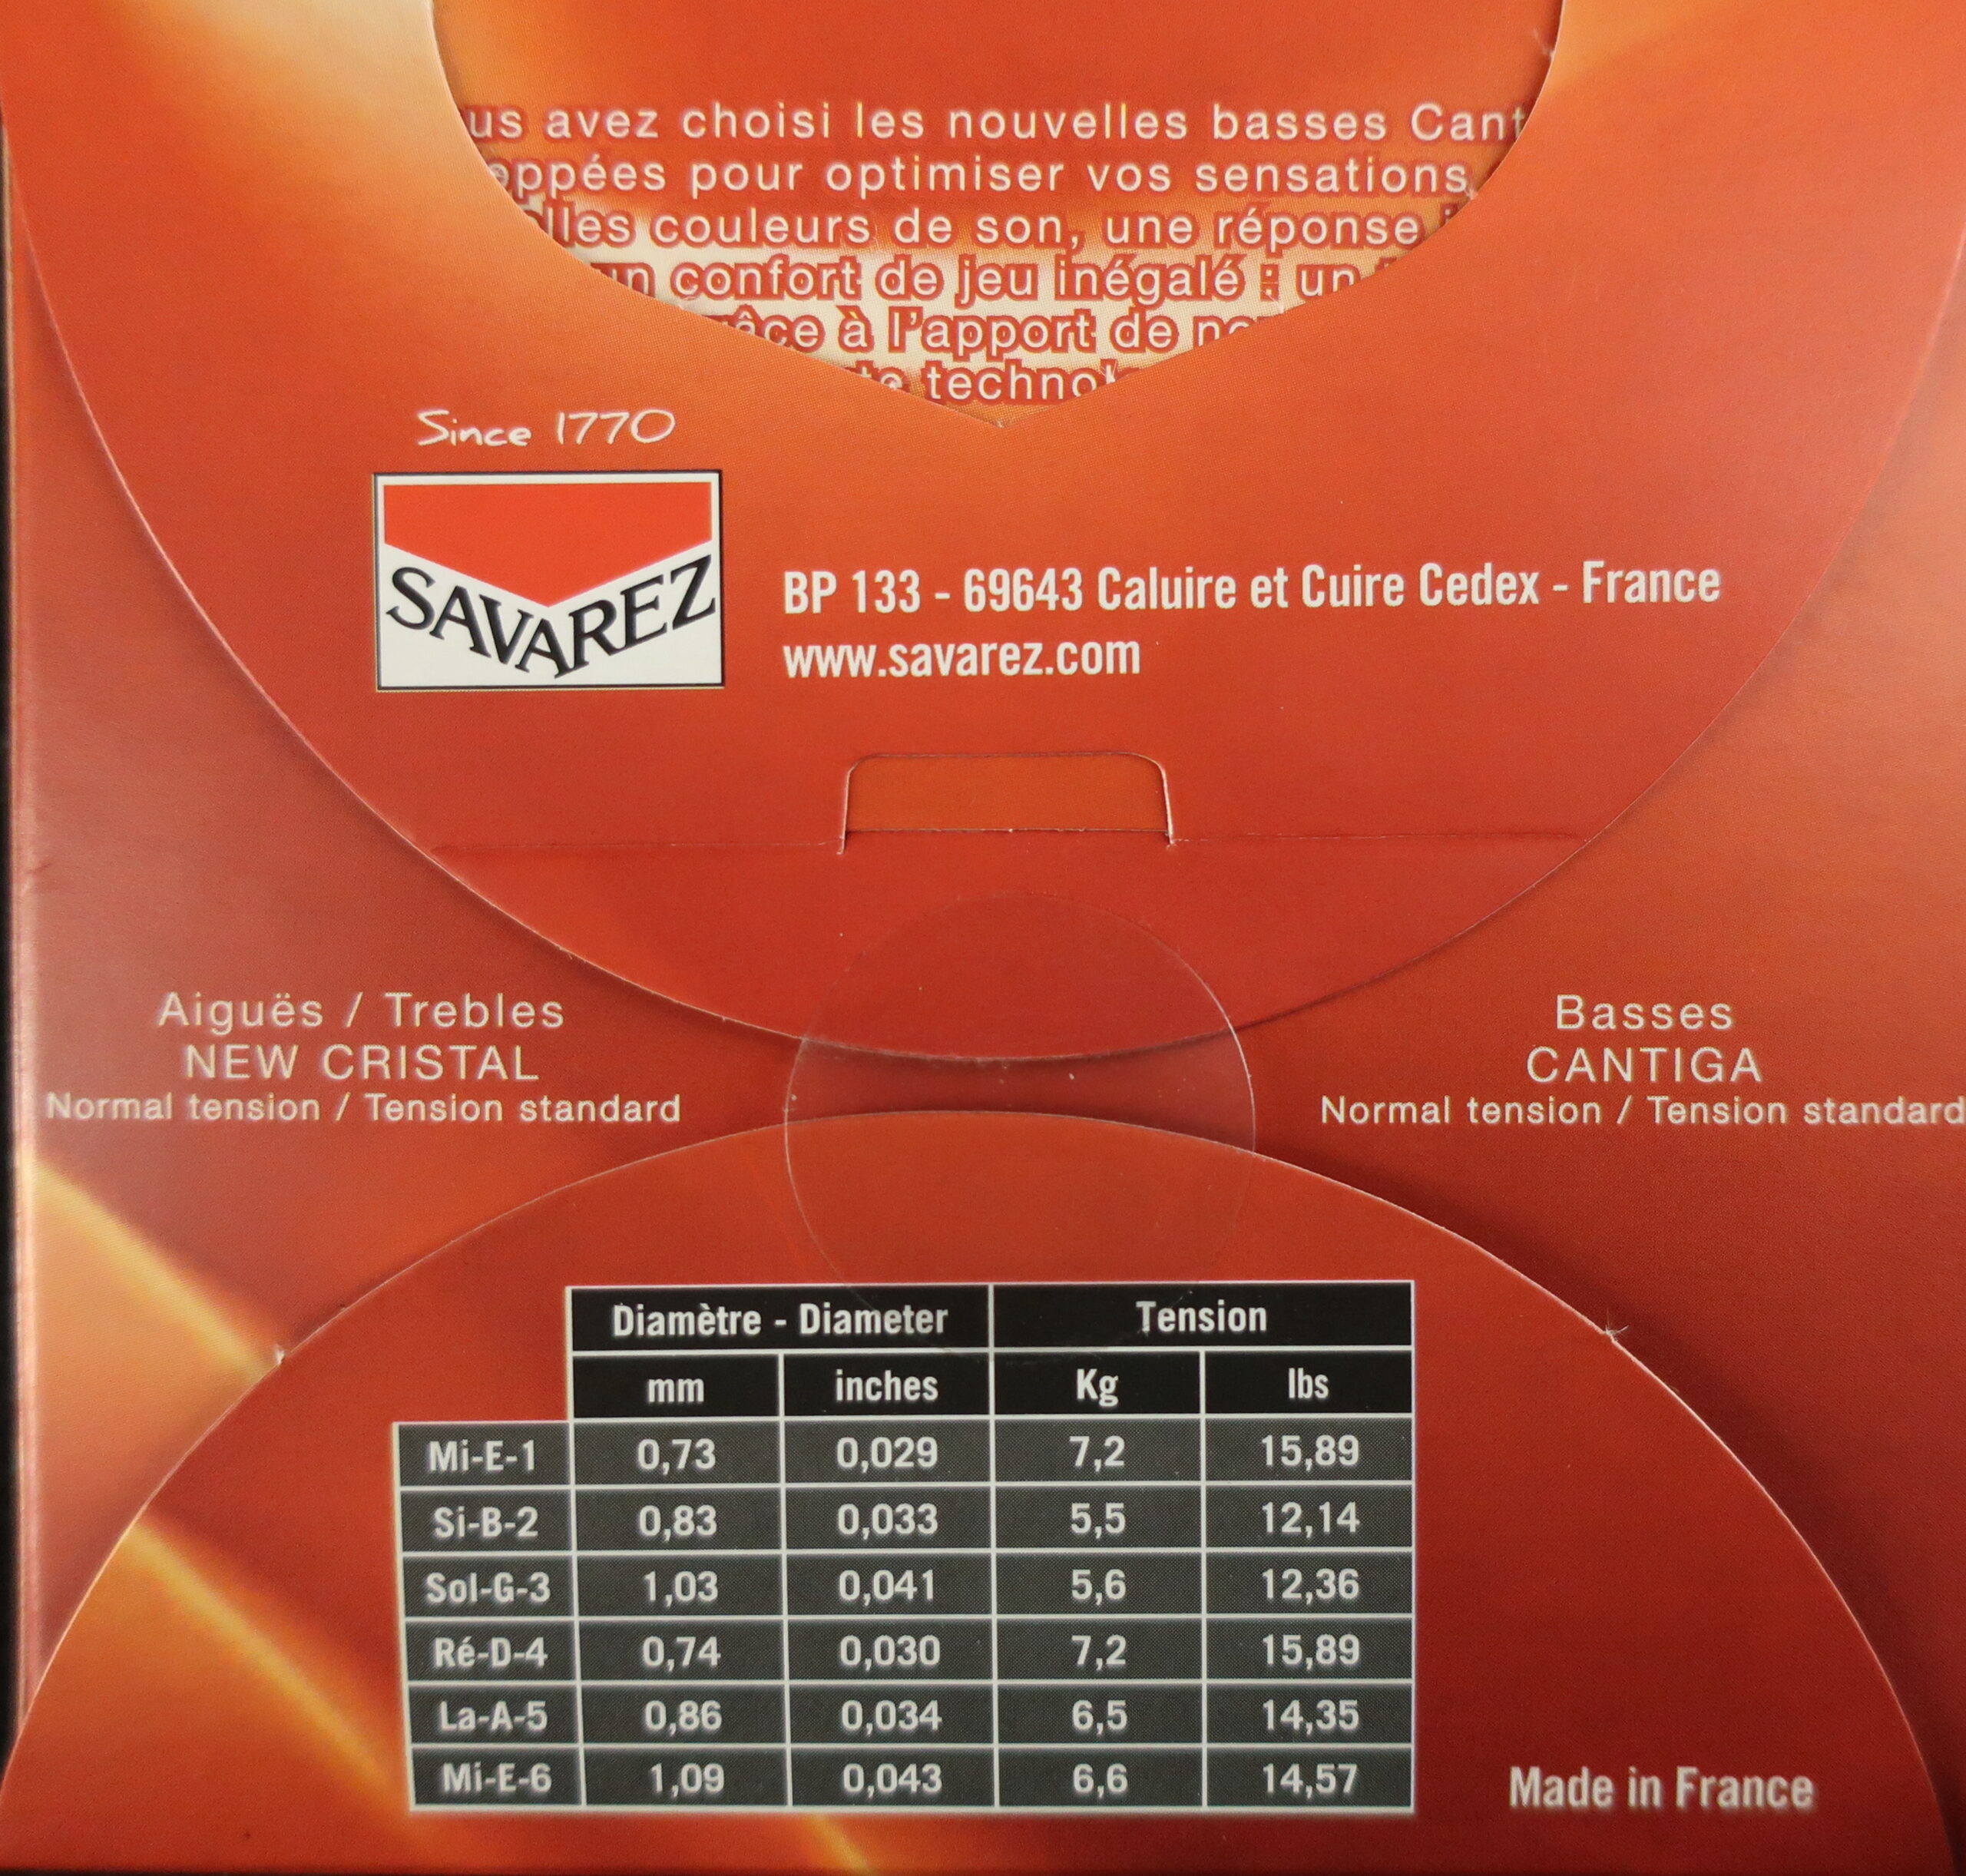 us avez choisi les nouvelles basses Cant
ppées pour optimiser vos sensations,
lles couleurs de son, une réponse
un confort de jeu inégalé : un
âce à l'apport de
techno
Since 1770
SAVAREZ
BP 133 - 69643 Caluire et Cuire Cedex - France
www.savarez.com
Aiguës / Trebles
NEW CRISTAL
Normal tension / Tension standard
Basses
CANTIGA
Normal tension / Tension standard
Diamètre - Diameter Tension
mm inches Kg lbs
Mi-E-1 0,73 0,029 7,2 15,89
Si-B-2 0,83 0,033 5,5 12,14
Sol-G-3 1,03 0,041 5,6 12,36
Ré-D-4 0,74 0,030 7,2 15,89
La-A-5 0,86 0,034 6,5 14,35
Mi-E-6 1,09 0,043 6,6 14,57
Made in France